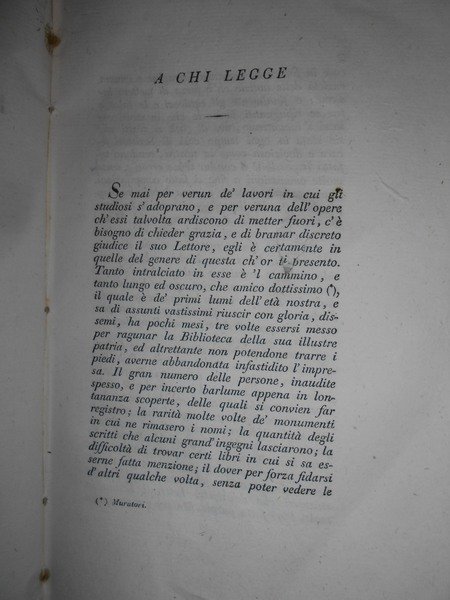 A CHI LEGGE
Se mai per verun de' lavori in cui gli
studiosi s'adoprano, e per veruna dell'opere
ch'essi talvolta ardiscono di metter fuori, c'è
bisogno di chieder grazia, e di bramar discreto
giudice il suo Lettore, egli è certamente in
quelle del genere di questa ch'or ti presento.
Tanto intralciato in esse è 'l cammino, e
tanto lungo ed oscuro, che amico dottissimo (*),
il quale è de' primi lumi dell'età nostra, e
sa di assunti vastissimi riuscir con gloria, dis-
semi, ha pochi mesi, tre volte essersi messo
per ragunar la Biblioteca della sua illustre
patria, ed altrettante non potendone trarre i
piedi, averne abbandonata infastidito l'impre-
sa. Il gran numero delle persone, inaudite
spesso, e per incerto barlume appena in lon-
tananza scoperte, delle quali si convien far
registro; la rarità molte volte de' monumenti
in cui ne rimasero i nomi; la quantità degli
scritti che alcuni grand'ingegni lasciarono; la
difficoltà di trovar certi libri in cui si sa es-
serne fatta menzione; il dover per forza fidarsi
d'altri qualche volta, senza poter vedere le
(*) Muratori.